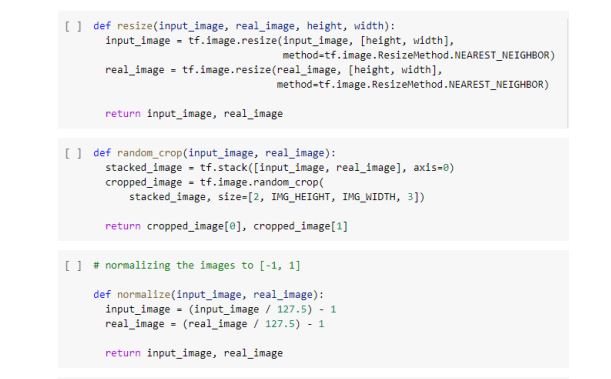 [ ] def resize(input_image, real_image, height, width):
input_image = tf.image.resize(input_image, [height, width],
method=tf.image.ResizeMethod.NEAREST_NEIGHBOR)
real_image = tf.image.resize(real_image, [height, width],
method=tf.image.ResizeMethod.NEAREST_NEIGHBOR)
return input_image, real_image
[ ] def random_crop(input_image, real_image):
stacked_image = tf.stack([input_image, real_image], axis=0)
cropped_image = tf.image.random_crop(
stacked_image, size=[2, IMG_HEIGHT, IMG_WIDTH, 3])
return cropped_image[0], cropped_image[1]
[ ] # normalizing the images to [-1, 1]
def normalize(input_image, real_image):
input_image = (input_image / 127.5) - 1
real_image = (real_image / 127.5) - 1
return input_image, real_image